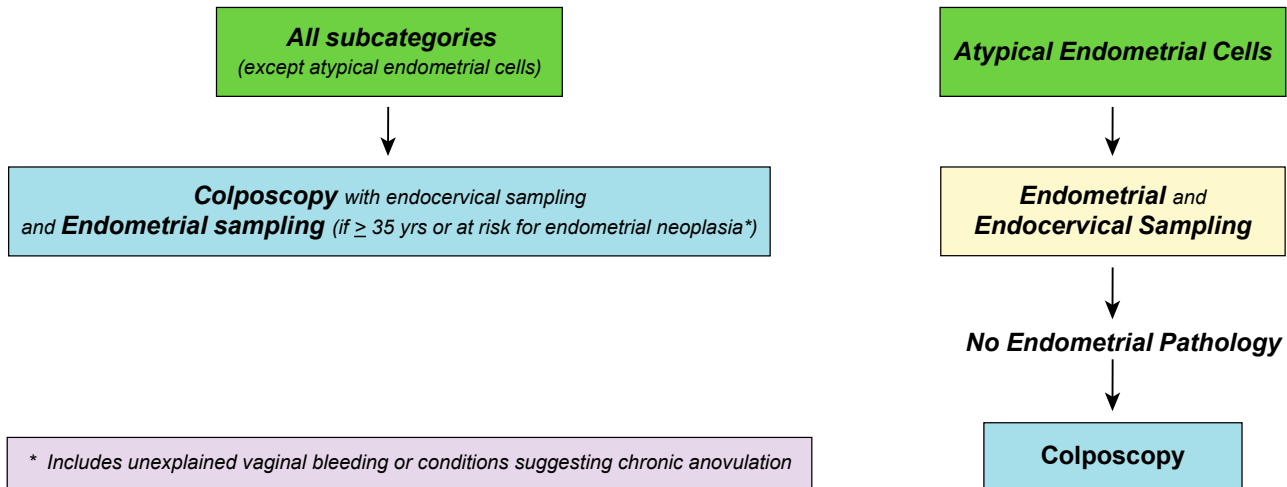 All subcategories
(except atypical endometrial cells)
Colposcopy with endocervical sampling
and Endometrial sampling (if ≥ 35 yrs or at risk for endometrial neoplasia*)
* Includes unexplained vaginal bleeding or conditions suggesting chronic anovulation
Atypical Endometrial Cells
Endometrial and
Endocervical Sampling
No Endometrial Pathology
Colposcopy